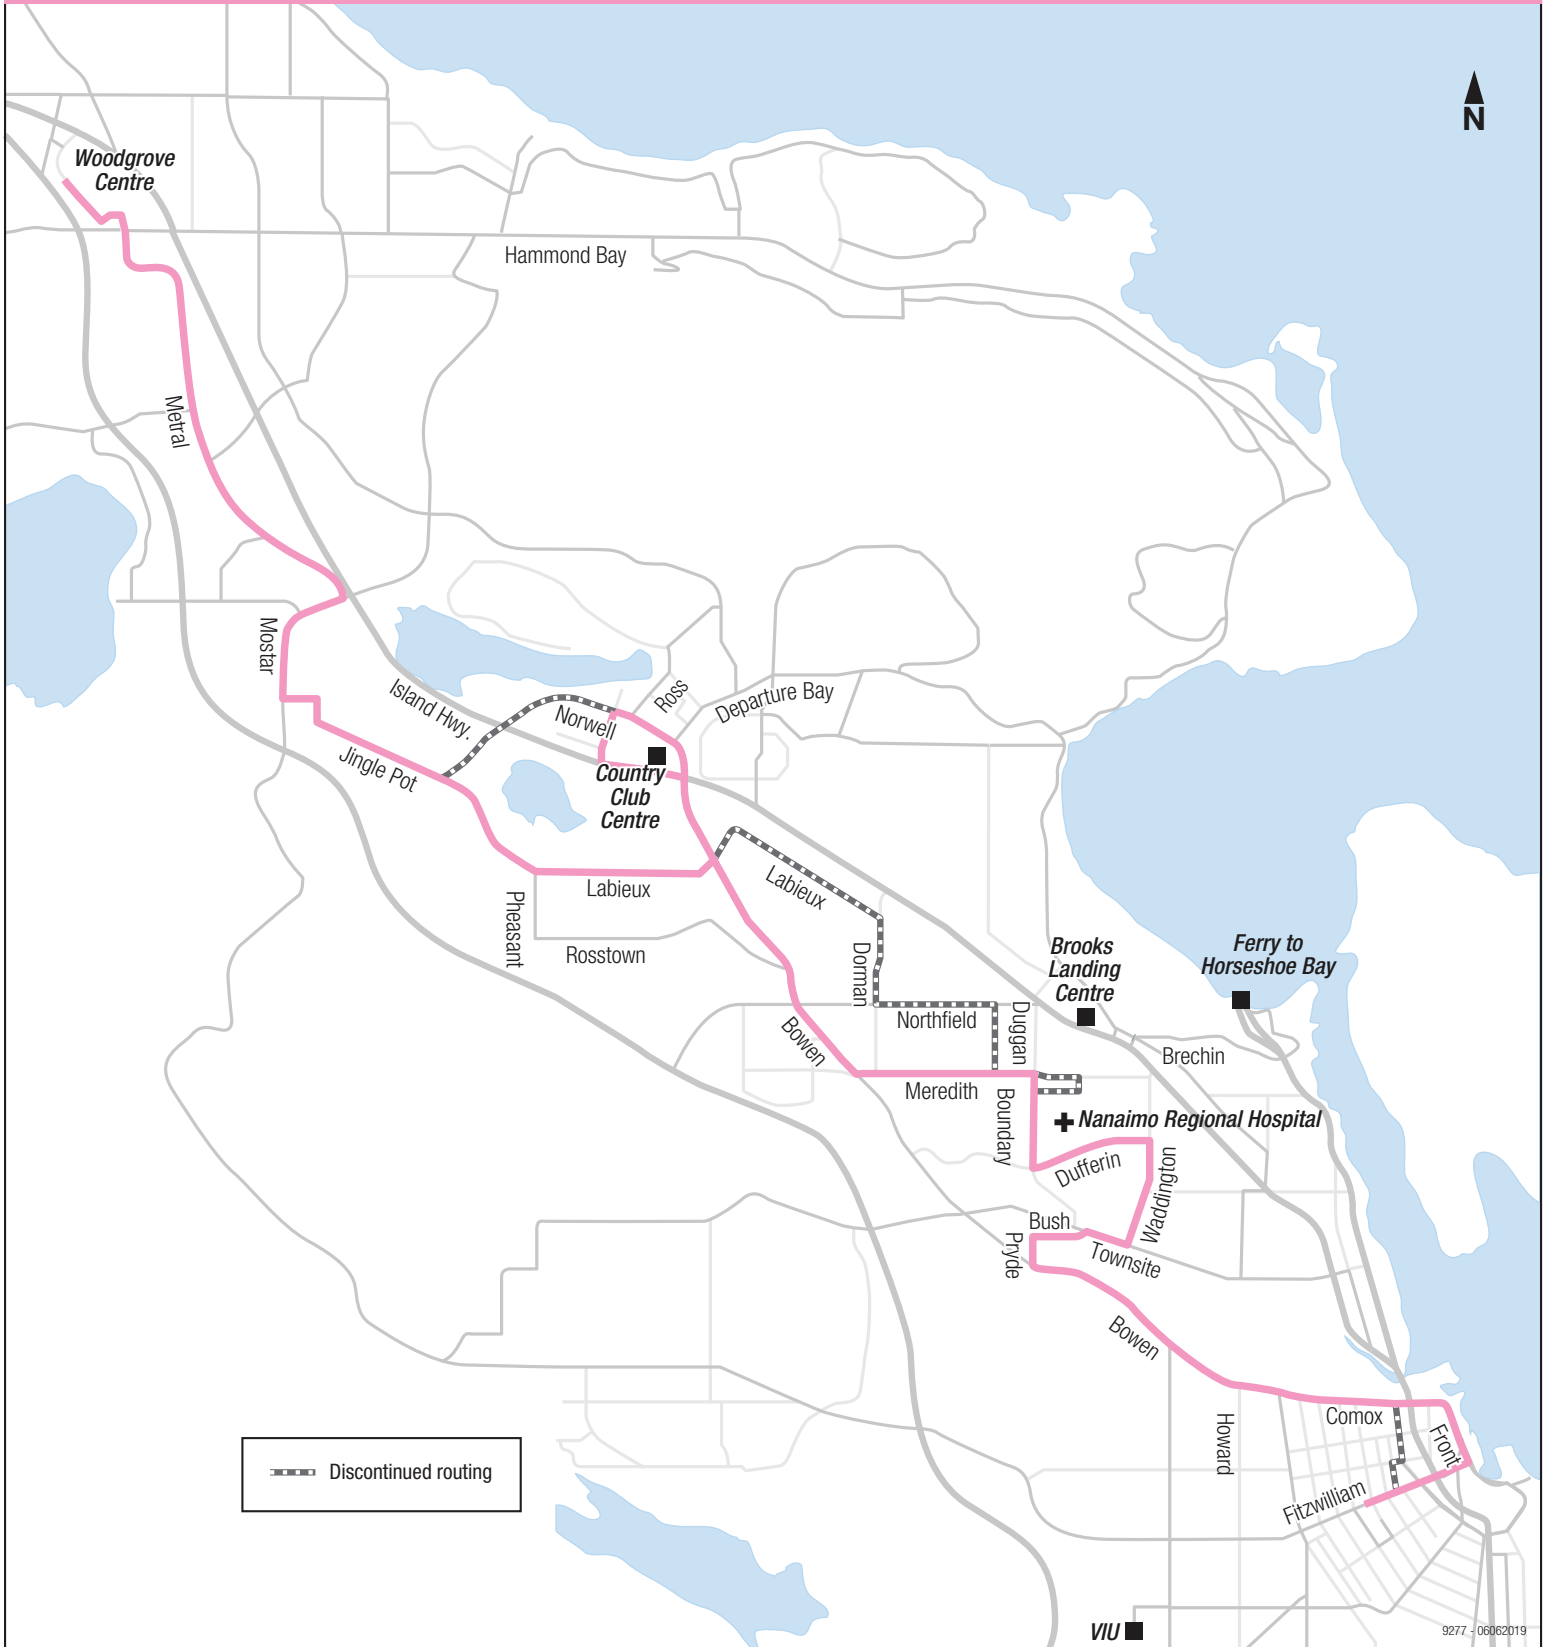 N
Woodgrove
Centre
Hammond Bay
Metral
Mostar
Island Hwy.
Norwell
Ross
Departure Bay
Jingle Pot
Country
Club
Centre
Labieux
Labieux
Pheasant
Rosstown
Dorman
Brooks
Landing
Centre
Ferry to
Horseshoe Bay
Northfield
Duggan
Bowen
Brechin
Meredith
Boundary
Nanaimo Regional Hospital
Dufferin
Waddington
Bush
Pryde
Townsite
Bowen
Howard
Comox
Front
Fitzwilliam
Discontinued routing
VIU
9277 - 06062019